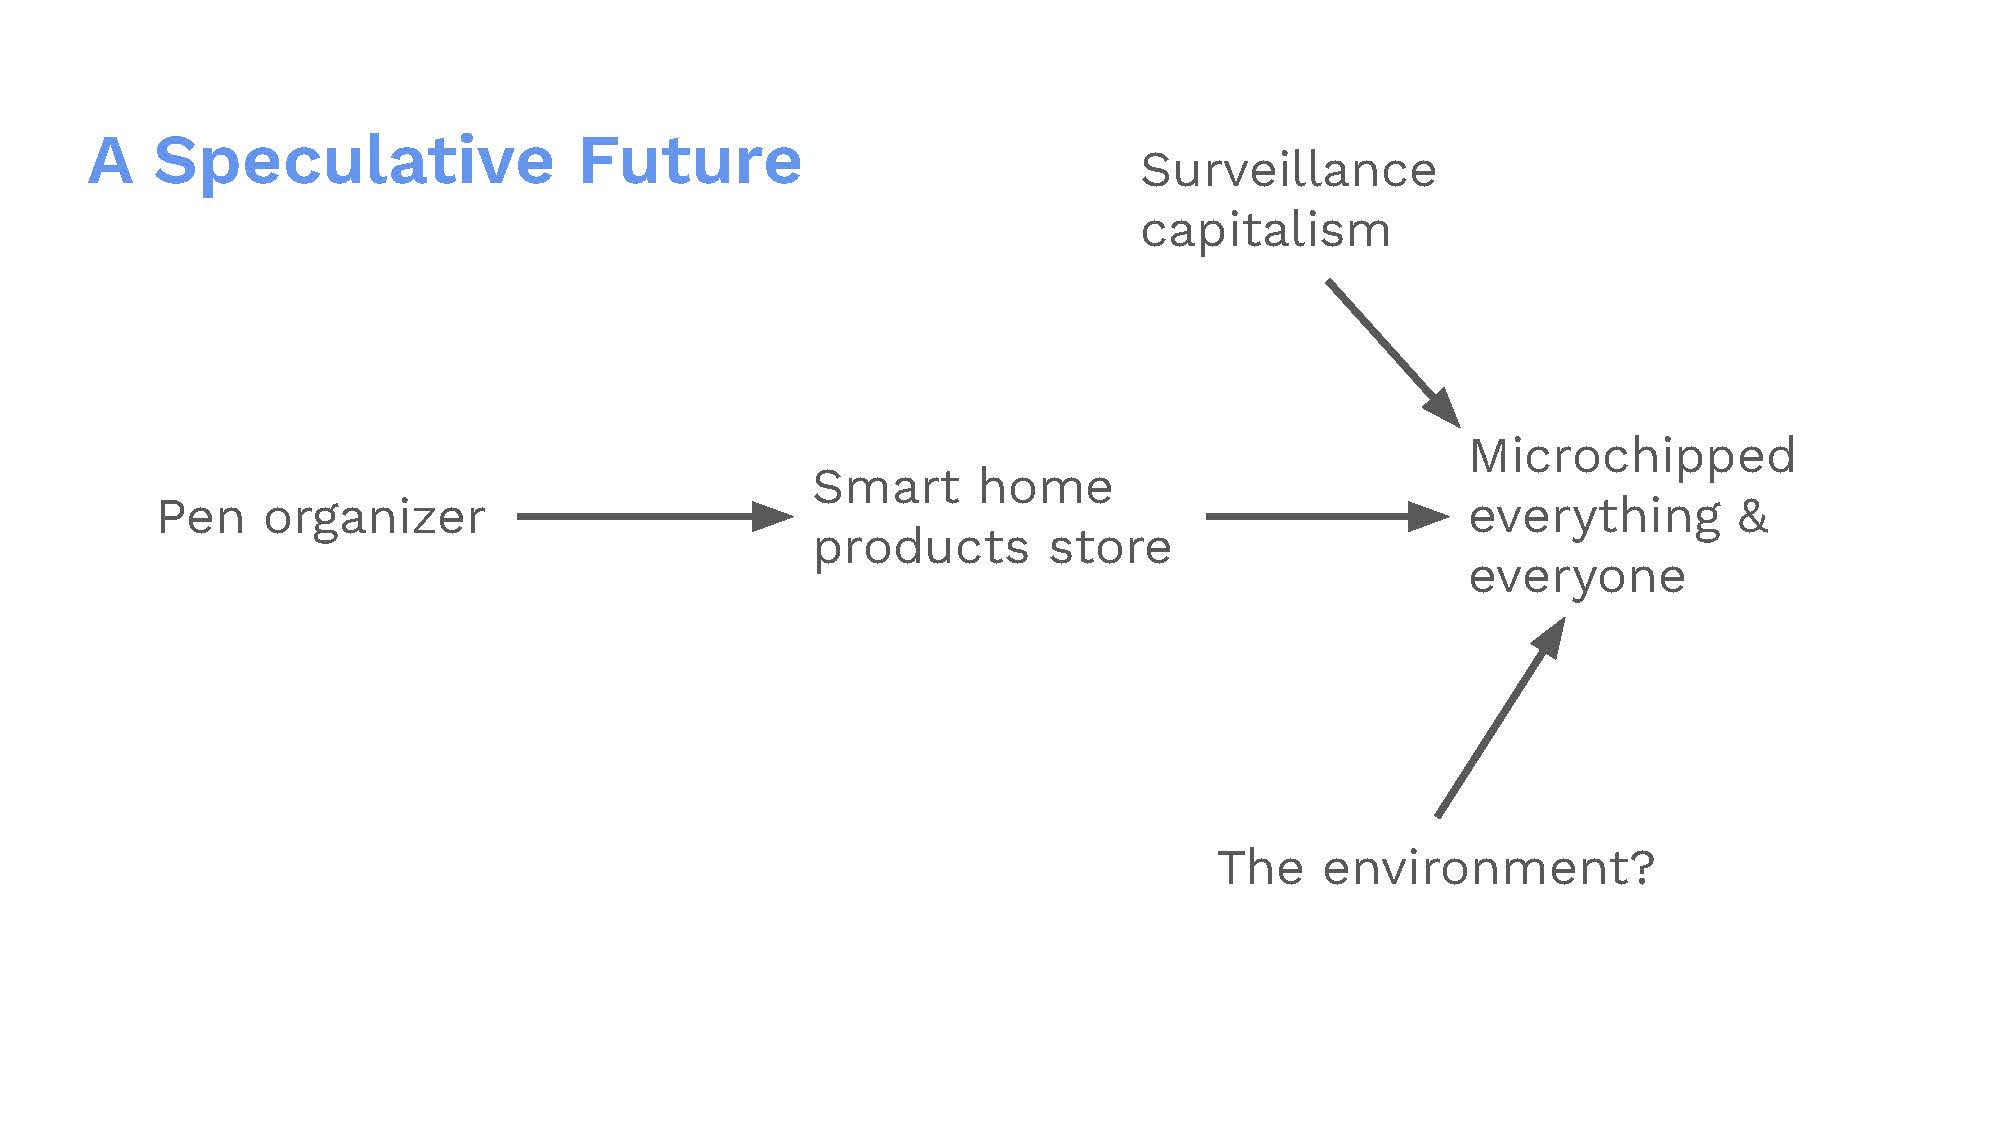 A Speculative Future
Surveillance
capitalism
Pen organizer
Smart home
products store
Microchipped
everything &
everyone
The environment?